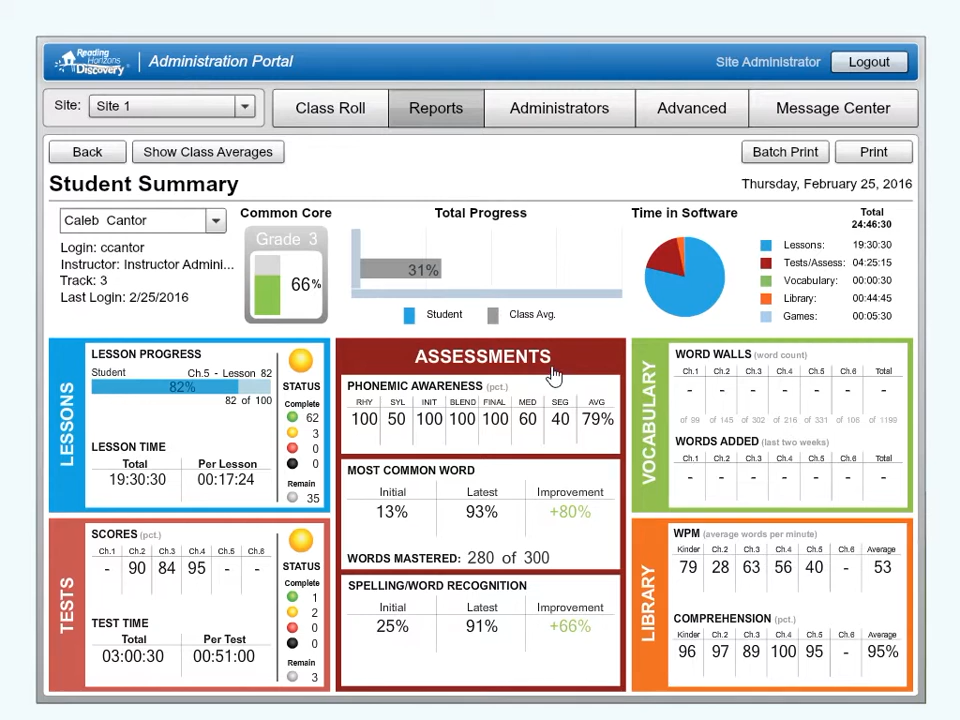 Reading Horizons Discovery
Administration Portal
Site Administrator
Logout
Site: Site 1
Class Roll
Reports
Administrators
Advanced
Message Center
Back
Show Class Averages
Batch Print
Print
Student Summary
Thursday, February 25, 2016
Caleb Cantor
Login: ccantor
Instructor: Instructor Admini...
Track: 3
Last Login: 2/25/2016
Common Core
Grade 3
66%
Total Progress
31%
Student
Class Avg.
Time in Software
Total
24:46:30
Lessons: 19:30:30
Tests/Assess: 04:25:15
Vocabulary: 00:00:30
Library: 00:44:45
Games: 00:05:30
LESSONS
LESSON PROGRESS
Student Ch.5 - Lesson 82
82%
82 of 100
LESSON TIME
Total Per Lesson
19:30:30 00:17:24
STATUS
Complete
62
3
0
0
Remain
35
TESTS
SCORES (pct.)
Ch.1 Ch.2 Ch.3 Ch.4 Ch.5 Ch.6
- 90 84 95 - -
TEST TIME
Total Per Test
03:00:30 00:51:00
STATUS
Complete
1
2
0
0
Remain
3
ASSESSMENTS
PHONEMIC AWARENESS (pct.)
RHY SYL INIT BLEND FINAL MED SEG AVG
100 50 100 100 100 60 40 79%
MOST COMMON WORD
Initial Latest Improvement
13% 93% +80%
WORDS MASTERED: 280 of 300
SPELLING/WORD RECOGNITION
Initial Latest Improvement
25% 91% +66%
VOCABULARY
WORD WALLS (word count)
Ch.1 Ch.2 Ch.3 Ch.4 Ch.5 Ch.6 Total
- - - - - - -
of 99 of 145 of 302 of 216 of 331 of 106 of 1199
WORDS ADDED (last two weeks)
Ch.1 Ch.2 Ch.3 Ch.4 Ch.5 Ch.6 Total
- - - - - - -
LIBRARY
WPM (average words per minute)
Kinder Ch.2 Ch.3 Ch.4 Ch.5 Ch.6 Average
79 28 63 56 40 - 53
COMPREHENSION (pct.)
Kinder Ch.2 Ch.3 Ch.4 Ch.5 Ch.6 Average
96 97 89 100 95 - 95%